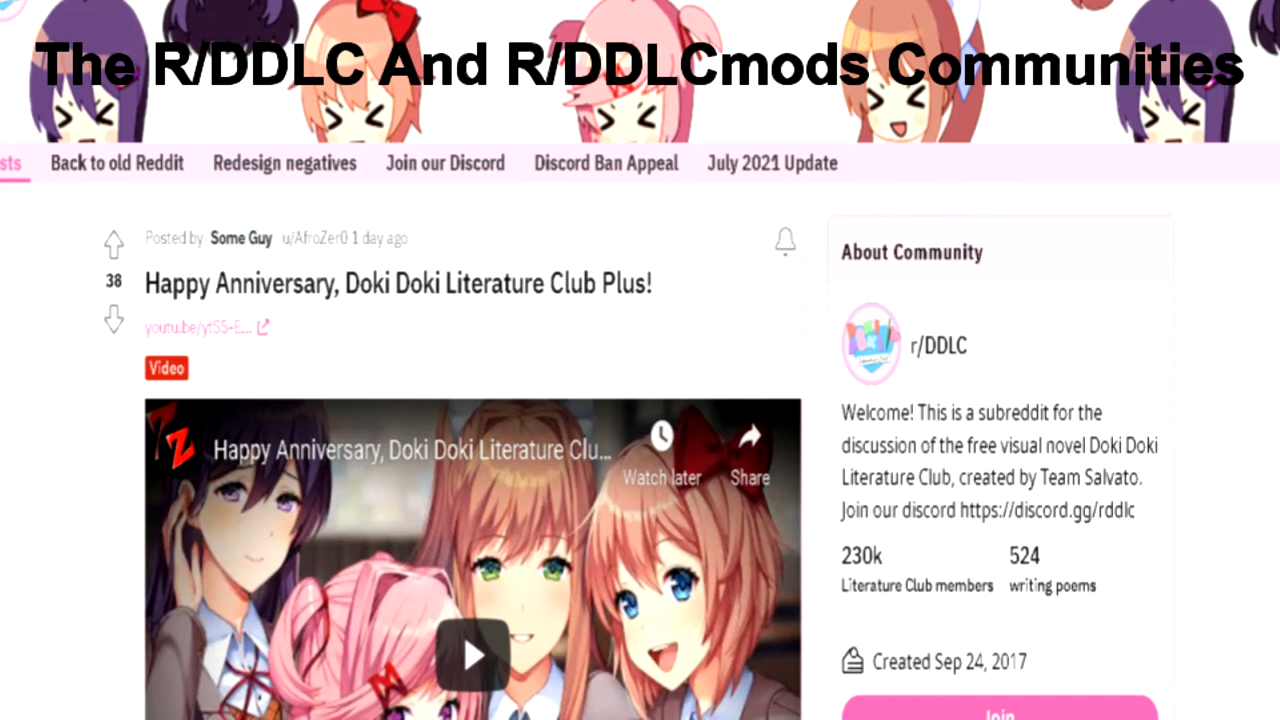 The R/DDLC And R/DDLCmods Communities
sts Back to old Reddit Redesign negatives Join our Discord Discord Ban Appeal July 2021 Update
Posted by Some Guy u/AfroZer0 1 day ago
38
Happy Anniversary, Doki Doki Literature Club Plus!
youtu.be/ytS5-E...
Video
Happy Anniversary, Doki Doki Literature Clu...
Watch later Share
About Community
r/DDLC
Welcome! This is a subreddit for the
discussion of the free visual novel Doki Doki
Literature Club, created by Team Salvato.
Join our discord https://discord.gg/rddlc
230k 524
Literature Club members writing poems
Created Sep 24, 2017
Join